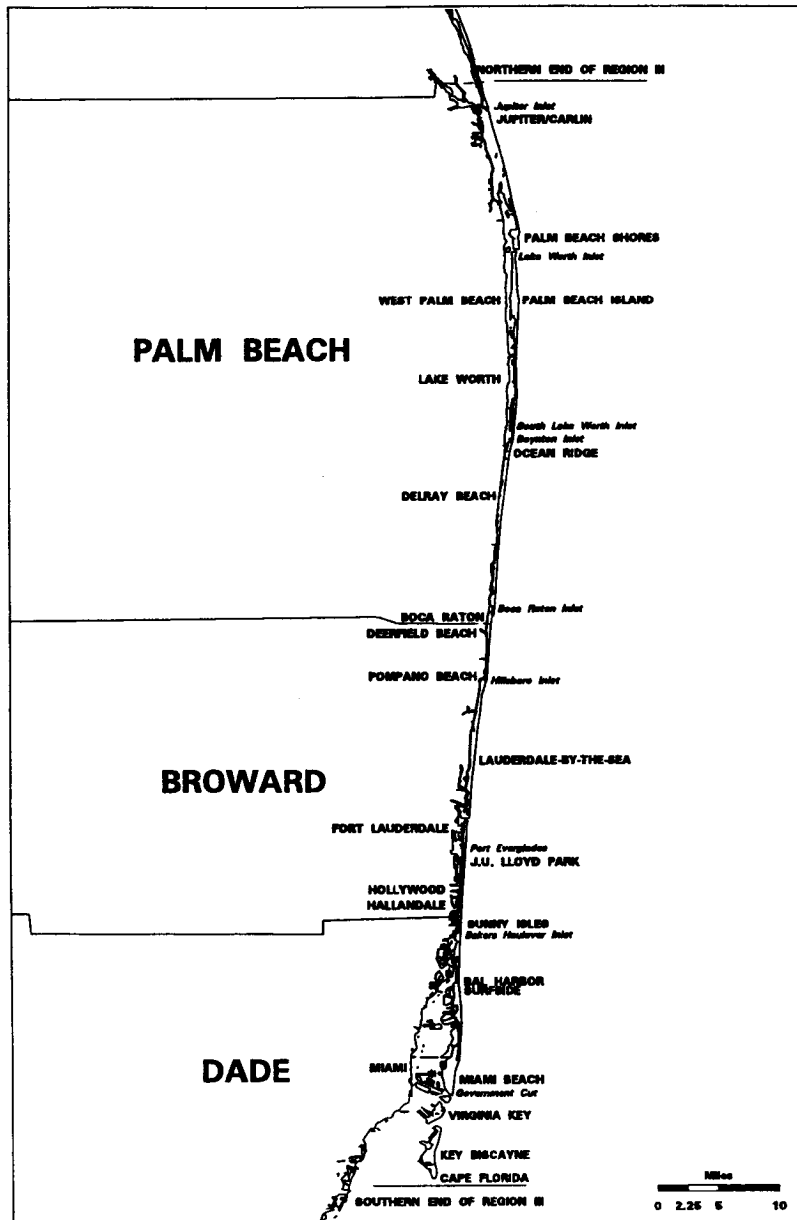 NORTHERN END OF REGION III
Jupiter Inlet
JUPITER/CARLIN
PALM BEACH SHORES
Lake Worth Inlet
WEST PALM BEACH
PALM BEACH ISLAND
PALM BEACH
LAKE WORTH
South Lake Worth Inlet
Boynton Inlet
OCEAN RIDGE
DELRAY BEACH
Boca Raton Inlet
BOCA RATON
DEERFIELD BEACH
POMPANO BEACH
Hillsboro Inlet
LAUDERDALE-BY-THE-SEA
BROWARD
FORT LAUDERDALE
Port Everglades
J.U. LLOYD PARK
HOLLYWOOD
HALLANDALE
SUNNY ISLES
Bakers Haulover Inlet
BAL HARBOR
SURFSIDE
MIAMI
DADE
MIAMI BEACH
Government Cut
VIRGINIA KEY
KEY BISCAYNE
CAPE FLORIDA
SOUTHERN END OF REGION III
Miles
0 2.25 5 10